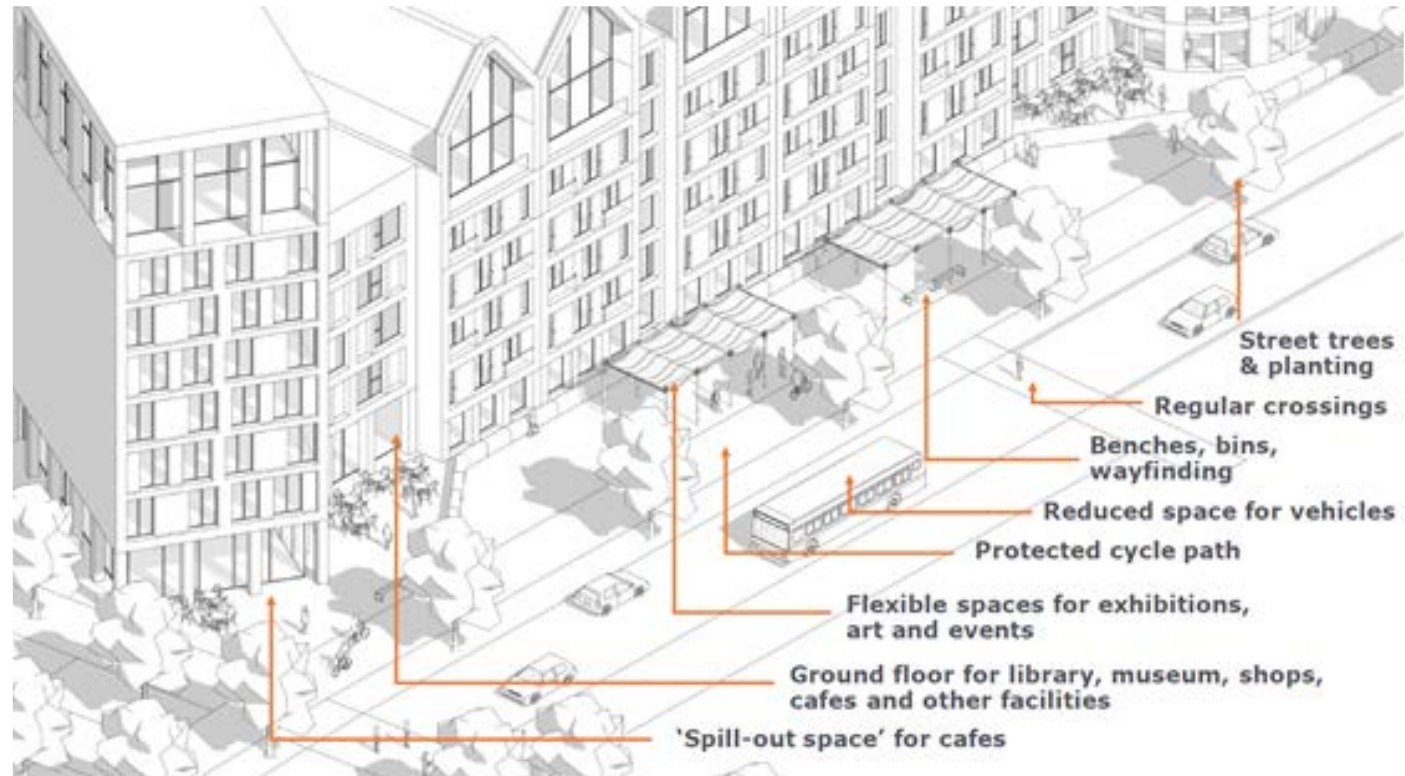 Street trees
& planting
Regular crossings
Benches, bins,
wayfinding
Reduced space for vehicles
Protected cycle path
Flexible spaces for exhibitions,
art and events
Ground floor for library, museum, shops,
cafes and other facilities
‘Spill-out space’ for cafes